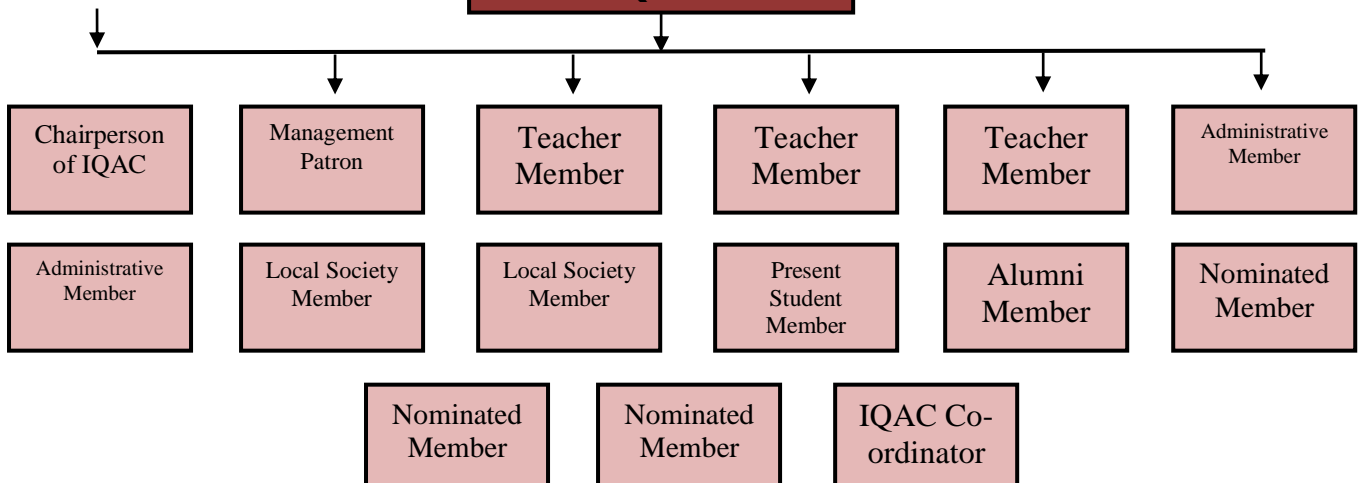 Chairperson
of IQAC
Management
Patron
Teacher
Member
Teacher
Member
Teacher
Member
Administrative
Member
Administrative
Member
Local Society
Member
Local Society
Member
Present
Student
Member
Alumni
Member
Nominated
Member
Nominated
Member
Nominated
Member
IQAC Co-
ordinator